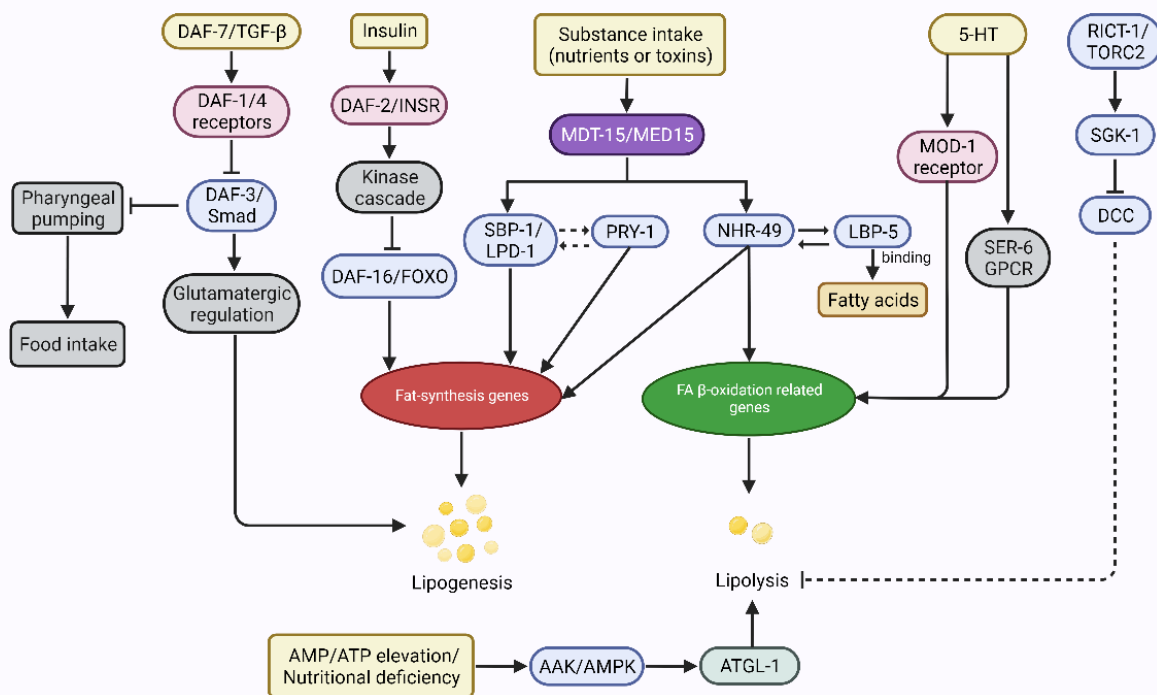 DAF-7/TGF-β
Insulin
Substance intake
(nutrients or toxins)
5-HT
RICT-1/
TORC2
DAF-1/4
receptors
DAF-2/INSR
MDT-15/MED15
SGK-1
MOD-1
receptor
Pharyngeal
pumping
DAF-3/
Smad
Kinase
cascade
SBP-1/
LPD-1
PRY-1
NHR-49
LBP-5
DCC
binding
SER-6
GPCR
DAF-16/FOXO
Glutamatergic
regulation
Fatty acids
Food intake
Fat-synthesis genes
FA β-oxidation related
genes
Lipogenesis
Lipolysis
AMP/ATP elevation/
Nutritional deficiency
AAK/AMPK
ATGL-1